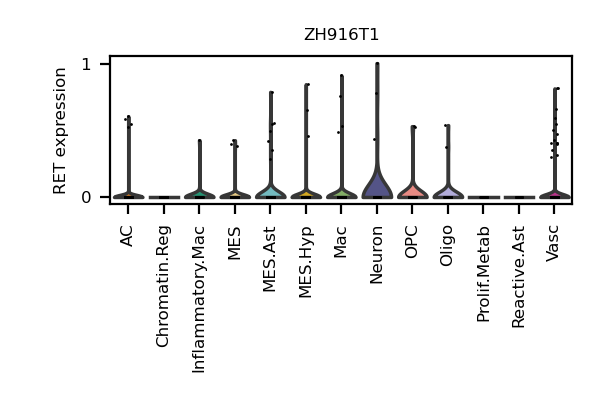 ZH916T1
RET expression
1
0
AC
Chromatin.Reg
Inflammatory.Mac
MES
MES.Ast
MES.Hyp
Mac
Neuron
OPC
Oligo
Prolif.Metab
Reactive.Ast
Vasc